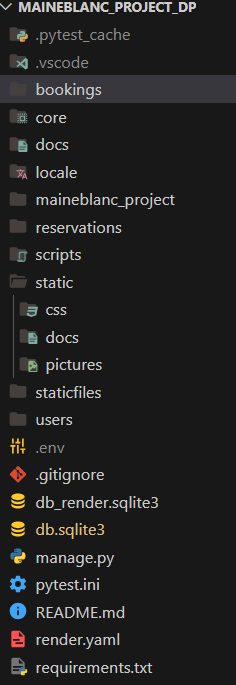 MAINEBLANC_PROJECT_DP
.pytest_cache
.vscode
bookings
core
docs
locale
maineblanc_project
reservations
scripts
static
css
docs
pictures
staticfiles
users
.env
.gitignore
db_render.sqlite3
db.sqlite3
manage.py
pytest.ini
README.md
render.yaml
requirements.txt